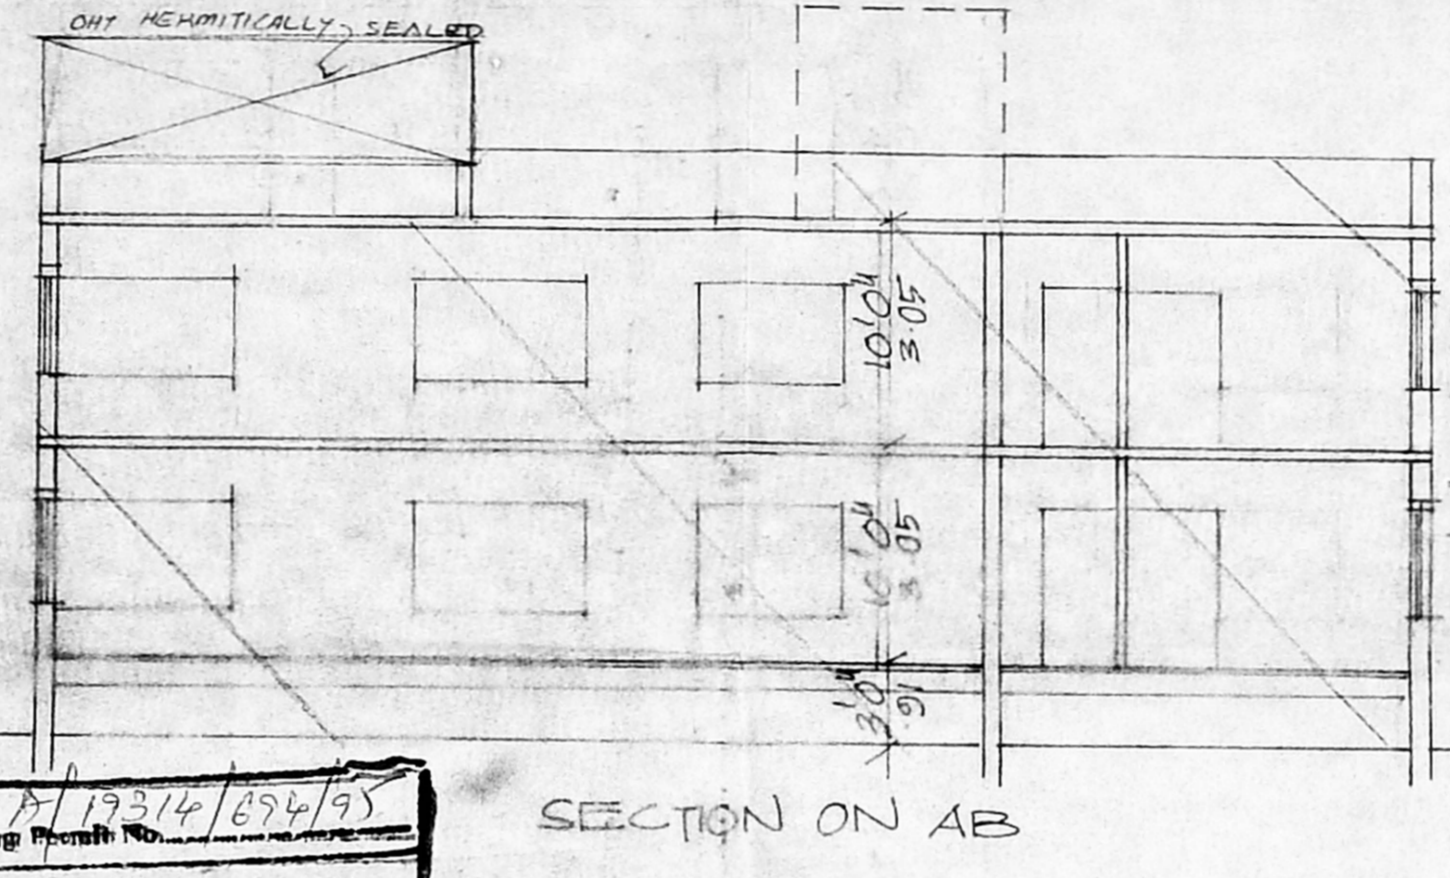 OHT HERMITICALLY SEALED
10'0"
3.05
10'0"
3.05
3'0"
91
A/19314/694/95
Permit No.
SECTION ON AB